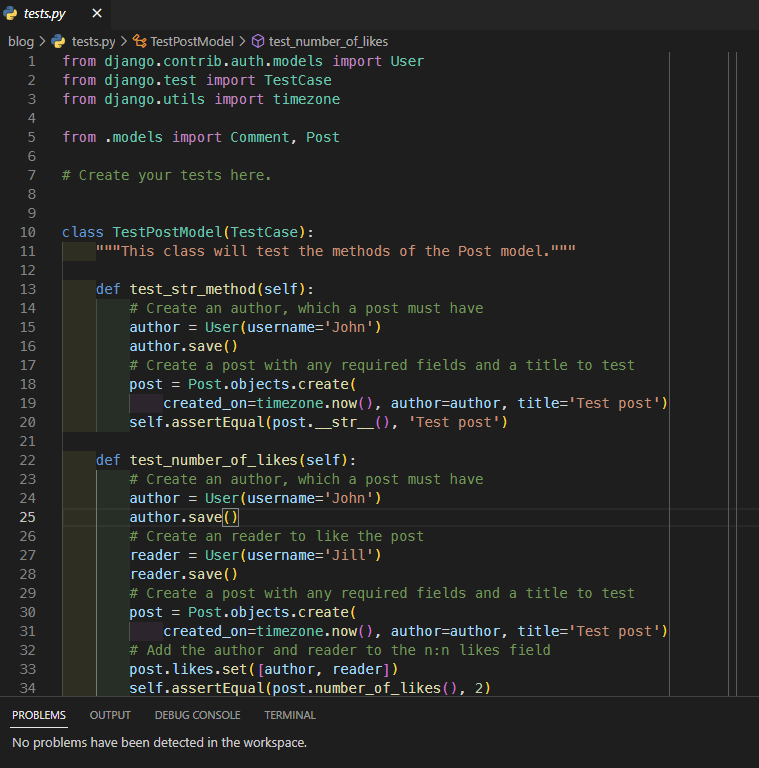 tests.py
blog > tests.py > TestPostModel > test_number_of_likes
1 from django.contrib.auth.models import User
2 from django.test import TestCase
3 from django.utils import timezone
4
5 from .models import Comment, Post
6
7 # Create your tests here.
8
9
10 class TestPostModel(TestCase):
11     """This class will test the methods of the Post model."""
12
13     def test_str_method(self):
14         # Create an author, which a post must have
15         author = User(username='John')
16         author.save()
17         # Create a post with any required fields and a title to test
18         post = Post.objects.create(
19             created_on=timezone.now(), author=author, title='Test post')
20         self.assertEqual(post.__str__(), 'Test post')
21
22     def test_number_of_likes(self):
23         # Create an author, which a post must have
24         author = User(username='John')
25         author.save()
26         # Create an reader to like the post
27         reader = User(username='Jill')
28         reader.save()
29         # Create a post with any required fields and a title to test
30         post = Post.objects.create(
31             created_on=timezone.now(), author=author, title='Test post')
32         # Add the author and reader to the n:n likes field
33         post.likes.set([author, reader])
34         self.assertEqual(post.number_of_likes(), 2)
PROBLEMS OUTPUT DEBUG CONSOLE TERMINAL
No problems have been detected in the workspace.